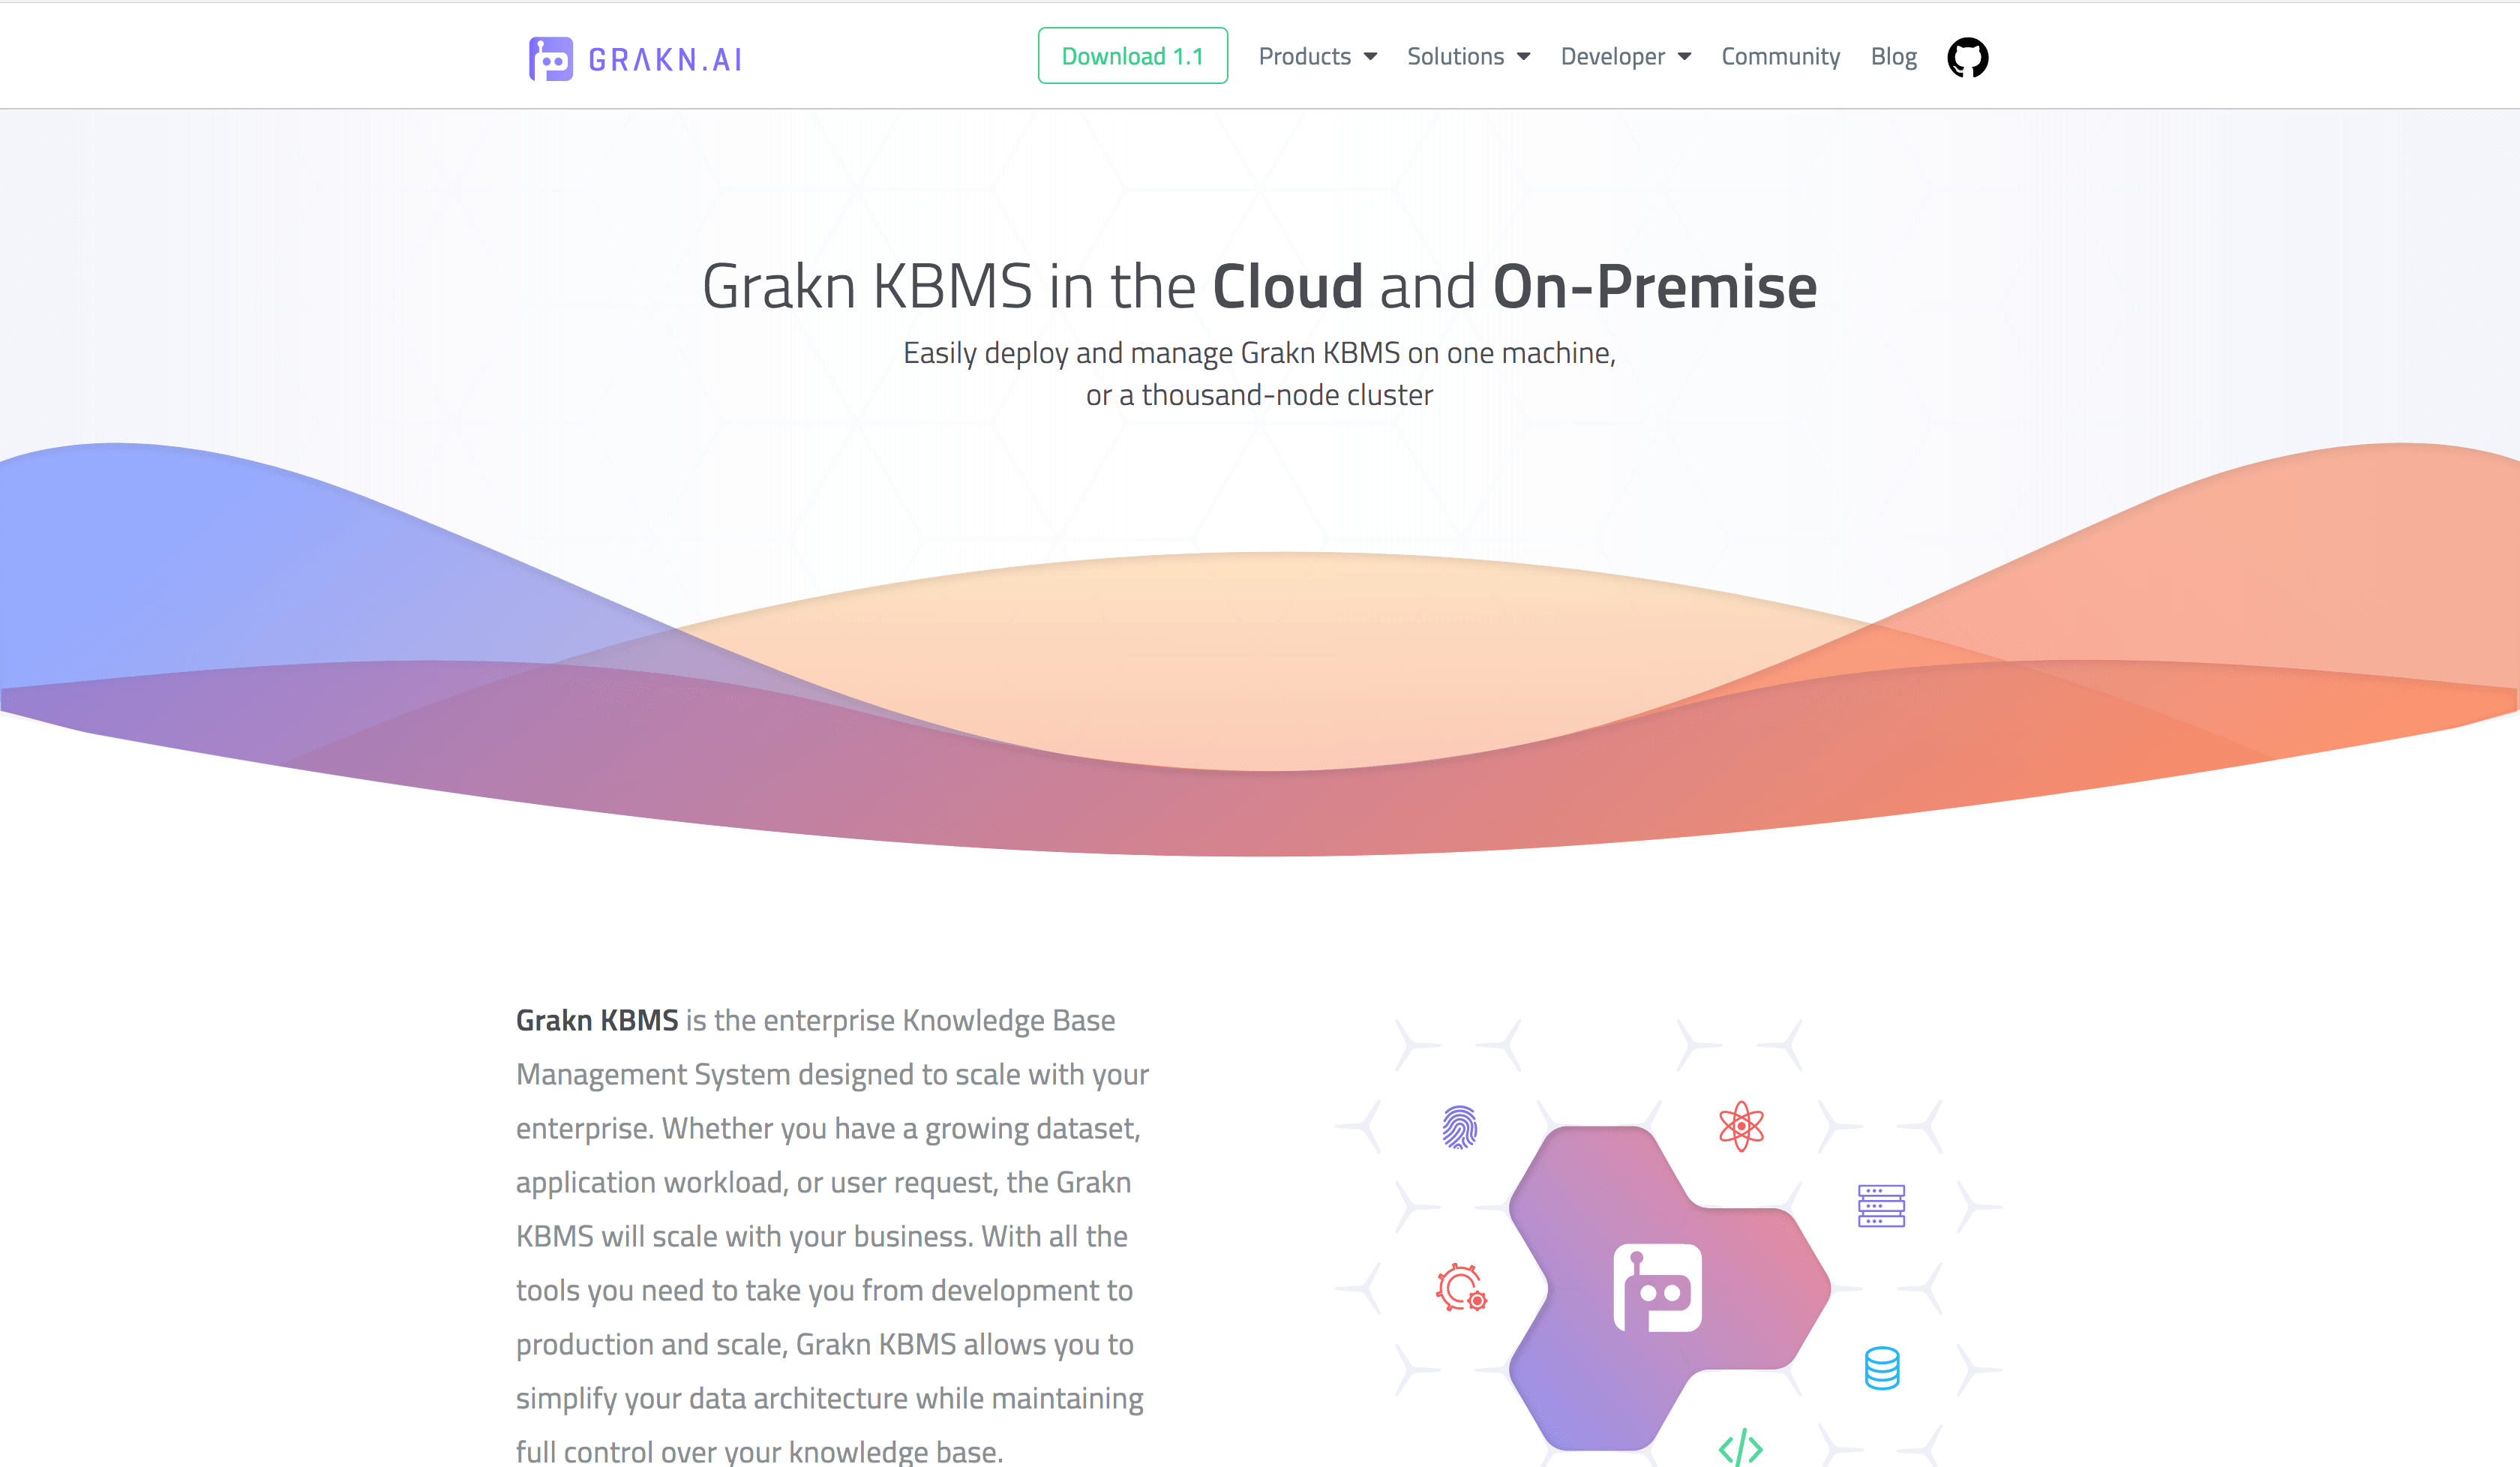 GRAKN.AI
Download 1.1
Products
Solutions
Developer
Community
Blog
Grakn KBMS in the Cloud and On-Premise
Easily deploy and manage Grakn KBMS on one machine,
or a thousand-node cluster
Grakn KBMS is the enterprise Knowledge Base
Management System designed to scale with your
enterprise. Whether you have a growing dataset,
application workload, or user request, the Grakn
KBMS will scale with your business. With all the
tools you need to take you from development to
production and scale, Grakn KBMS allows you to
simplify your data architecture while maintaining
full control over your knowledge base.